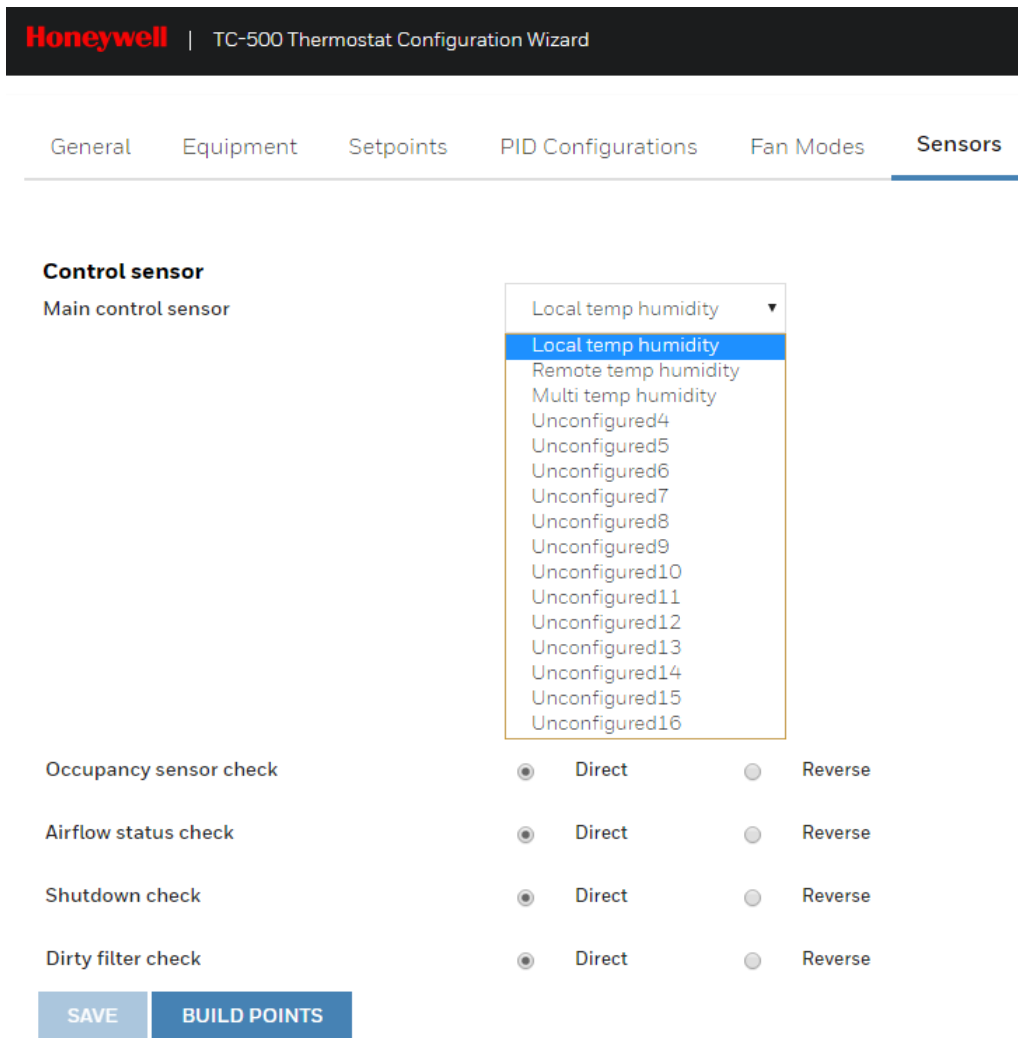 Honeywell | TC-500 Thermostat Configuration Wizard
General Equipment Setpoints PID Configurations Fan Modes Sensors
Control sensor
Main control sensor Local temp humidity
Local temp humidity
Remote temp humidity
Multi temp humidity
Unconfigured4
Unconfigured5
Unconfigured6
Unconfigured7
Unconfigured8
Unconfigured9
Unconfigured10
Unconfigured11
Unconfigured12
Unconfigured13
Unconfigured14
Unconfigured15
Unconfigured16
Occupancy sensor check Direct Reverse
Airflow status check Direct Reverse
Shutdown check Direct Reverse
Dirty filter check Direct Reverse
SAVE BUILD POINTS